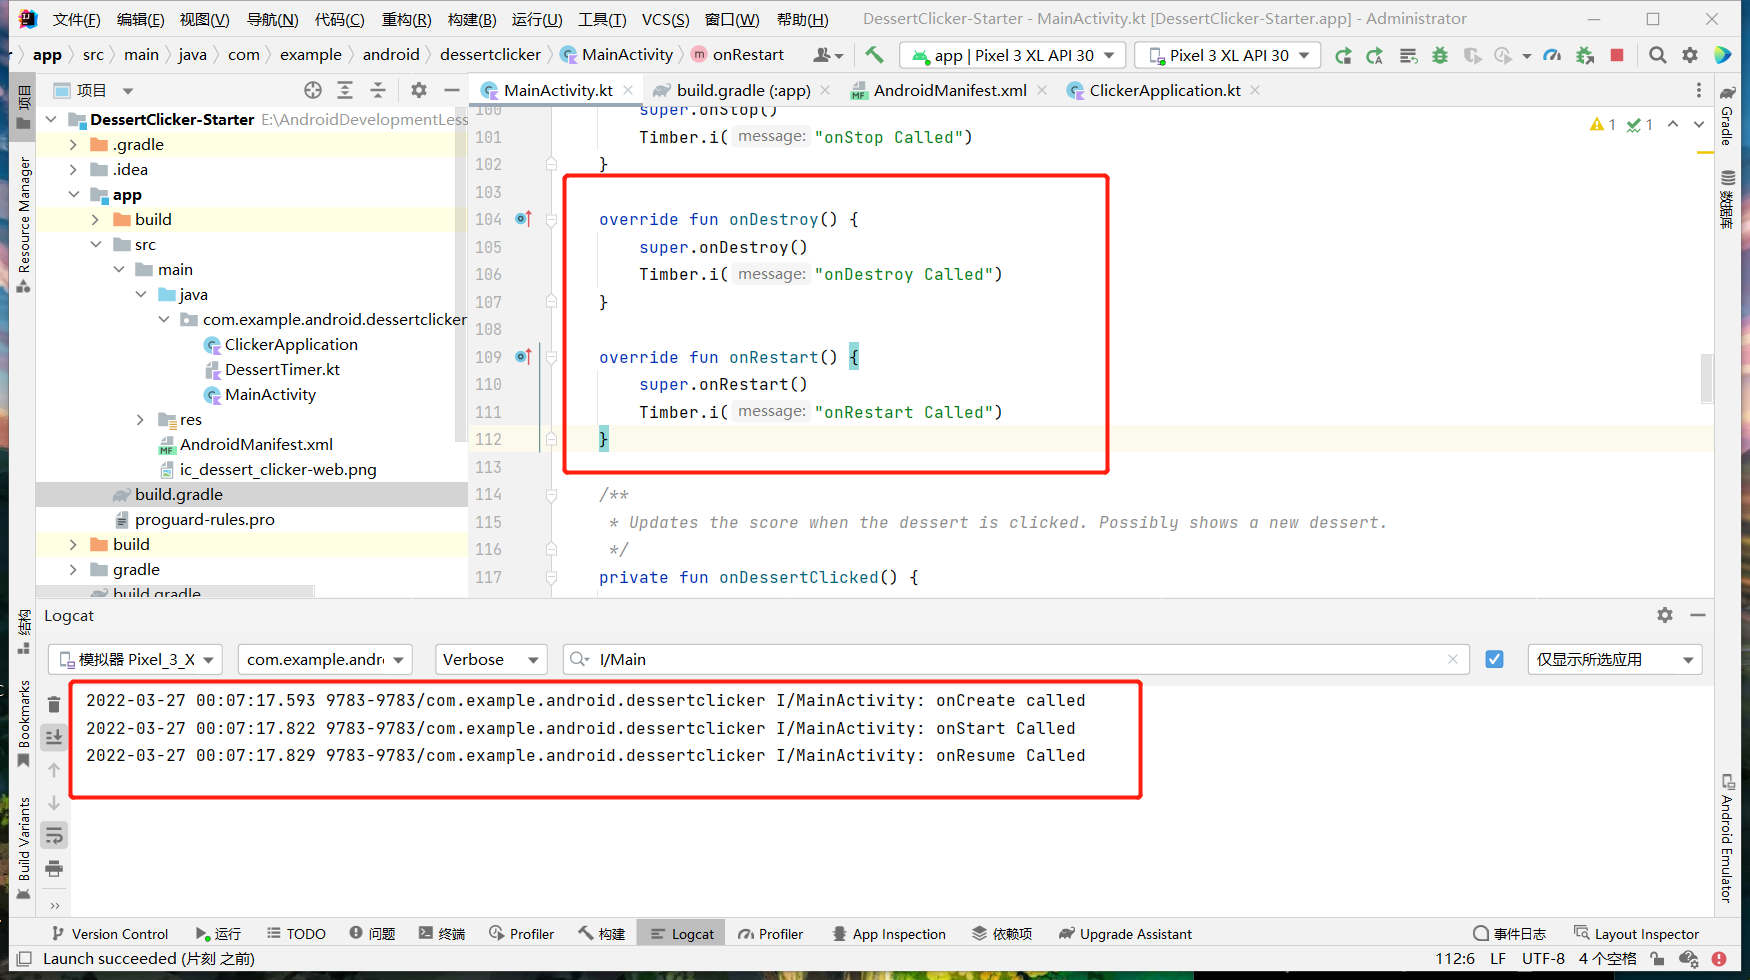 文件(F) 编辑(E) 视图(V) 导航(N) 代码(C) 重构(R) 构建(B) 运行(U) 工具(T) VCS(S) 窗口(W) 帮助(H) DessertClicker-Starter - MainActivity.kt [DessertClicker-Starter.app] - Administrator
app src main java com example android dessertclicker MainActivity onRestart app | Pixel 3 XL API 30 Pixel 3 XL API 30
项目 MainActivity.kt build.gradle (:app) AndroidManifest.xml ClickerApplication.kt
DessertClicker-Starter E:\AndroidDevelopmentLess
.gradle
.idea
app
build
src
main
java
com.example.android.dessertclicker
ClickerApplication
DessertTimer.kt
MainActivity
res
AndroidManifest.xml
ic_dessert_clicker-web.png
build.gradle
proguard-rules.pro
build
gradle
build.gradle
100 super.onStop()
101 Timber.i( message: "onStop Called")
102 }
103
104 override fun onDestroy() {
105 super.onDestroy()
106 Timber.i( message: "onDestroy Called")
107 }
108
109 override fun onRestart() {
110 super.onRestart()
111 Timber.i( message: "onRestart Called")
112 }
113
114 /**
115 * Updates the score when the dessert is clicked. Possibly shows a new dessert.
116 */
117 private fun onDessertClicked() {
1 1
项目
Resource Manager
结构
Bookmarks
Build Variants
Gradle
数据库
Android Emulator
Logcat
模拟器 Pixel_3_X com.example.andr Verbose I/Main 仅显示所选应用
2022-03-27 00:07:17.593 9783-9783/com.example.android.dessertclicker I/MainActivity: onCreate called
2022-03-27 00:07:17.822 9783-9783/com.example.android.dessertclicker I/MainActivity: onStart Called
2022-03-27 00:07:17.829 9783-9783/com.example.android.dessertclicker I/MainActivity: onResume Called
Version Control 运行 TODO 问题 终端 Profiler 构建 Logcat Profiler App Inspection 依赖项 Upgrade Assistant 事件日志 Layout Inspector
Launch succeeded (片刻 之前) 112:6 LF UTF-8 4 个空格